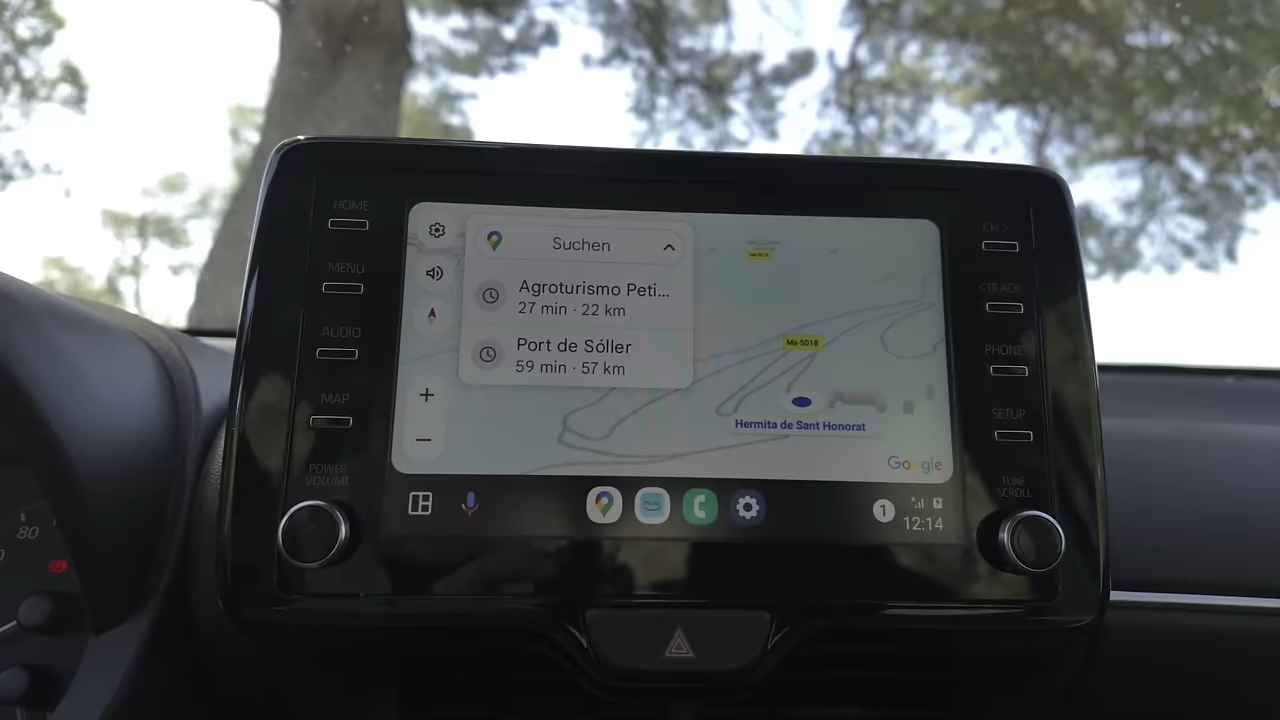 HOME
MENU
AUDIO
MAP
POWER
VOLUME
Suchen
Agroturismo Peti...
27 min · 22 km
Port de Sóller
59 min · 57 km
Ma-5018
Hermita de Sant Honorat
Google
1
12:14
CH >
<TRACK
PHONE
SETUP
TUNE
SCROLL
80